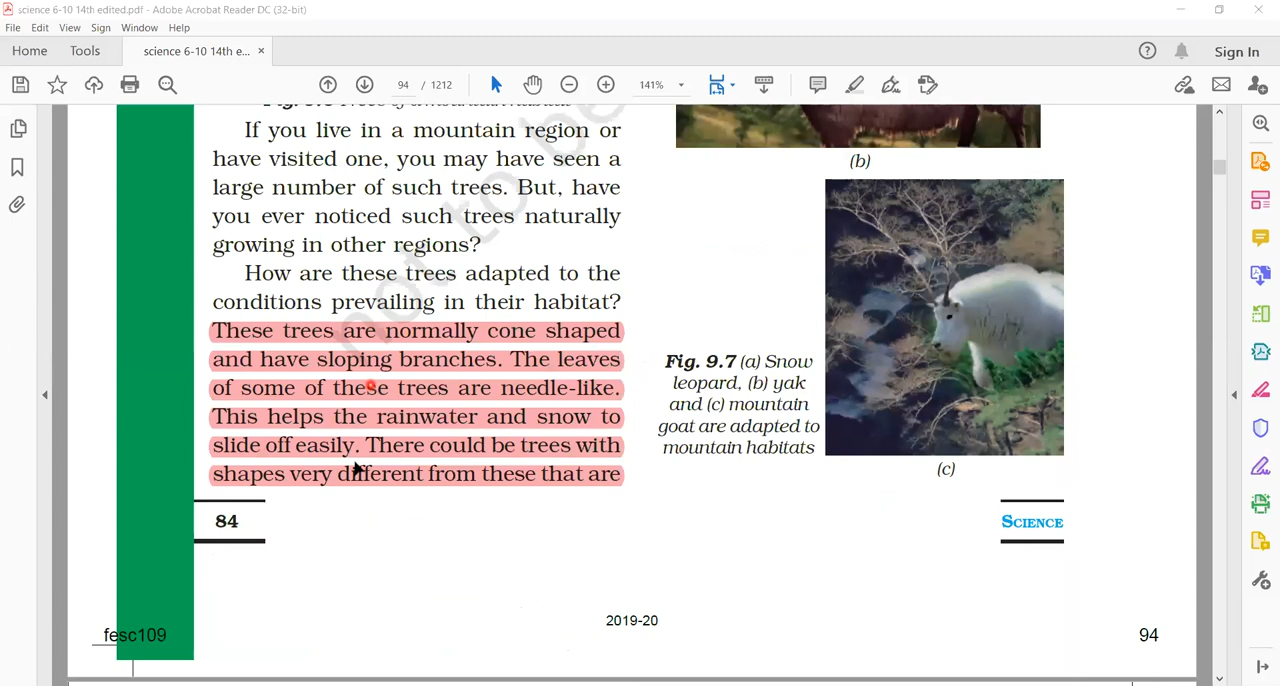 science 6-10 14th edited.pdf - Adobe Acrobat Reader DC (32-bit)
File Edit View Sign Window Help
Home Tools science 6-10 14th e... × Sign In
94 / 1212 141%
If you live in a mountain region or
have visited one, you may have seen a
large number of such trees. But, have
you ever noticed such trees naturally
growing in other regions?
How are these trees adapted to the
conditions prevailing in their habitat?
These trees are normally cone shaped
and have sloping branches. The leaves
of some of these trees are needle-like.
This helps the rainwater and snow to
slide off easily. There could be trees with
shapes very different from these that are
not to be
(b)
Fig. 9.7 (a) Snow
leopard, (b) yak
and (c) mountain
goat are adapted to
mountain habitats
(c)
84
SCIENCE
2019-20
fesc109
94